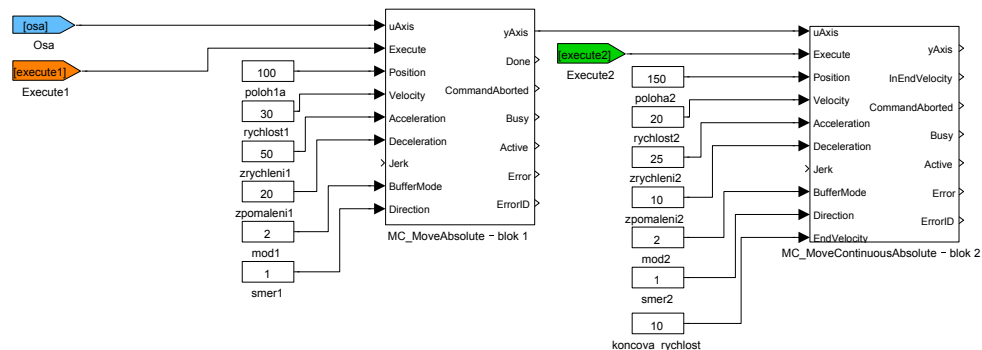 [osa]
Osa
[execute1]
Execute1
100
poloh1a
30
rychlost1
50
zrychleni1
20
zpomaleni1
2
mod1
1
smer1
uAxis
Execute
Position
Velocity
Acceleration
Deceleration
Jerk
BufferMode
Direction
yAxis
Done
CommandAborted
Busy
Active
Error
ErrorID
MC_MoveAbsolute − blok 1
[execute2]
Execute2
150
poloha2
20
rychlost2
25
zrychleni2
10
zpomaleni2
2
mod2
1
smer2
10
koncova_rychlost
uAxis
Execute
Position
Velocity
Acceleration
Deceleration
Jerk
BufferMode
Direction
EndVelocity
yAxis
InEndVelocity
CommandAborted
Busy
Active
Error
ErrorID
MC_MoveContinuousAbsolute − blok 2